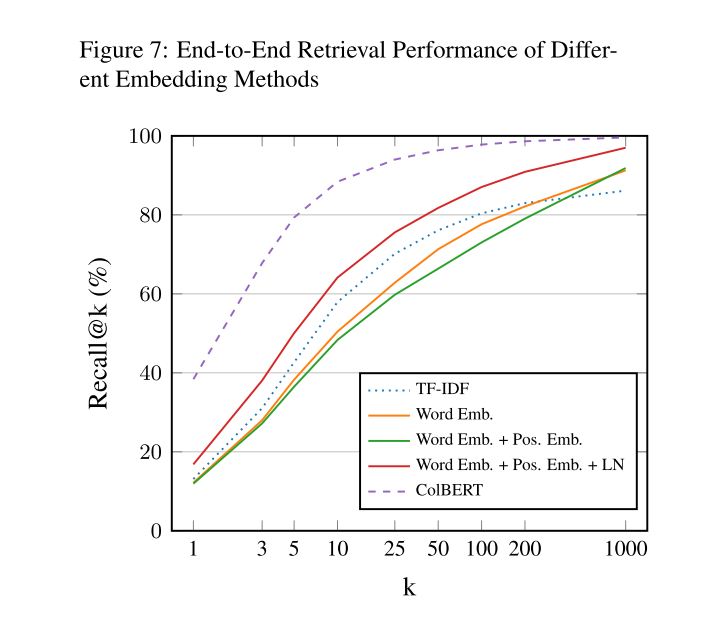 Figure 7: End-to-End Retrieval Performance of Differ-
ent Embedding Methods
100
80
60
40
20
0
Recall@k (%)
TF-IDF
Word Emb.
Word Emb. + Pos. Emb.
Word Emb. + Pos. Emb. + LN
ColBERT
1 3 5 10 25 50 100 200 1000
k